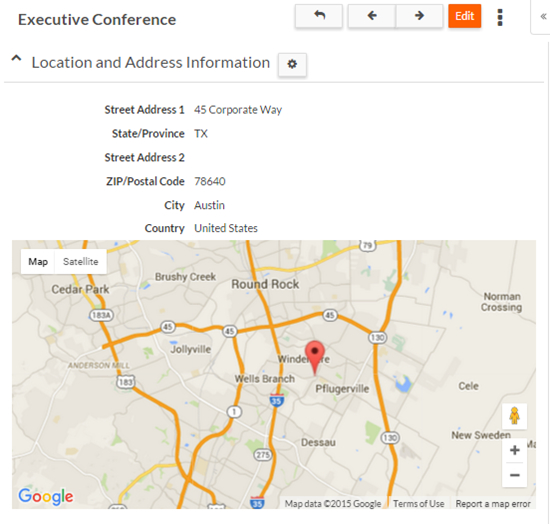 Executive Conference
Edit
«
Location and Address Information
Street Address 1 45 Corporate Way
State/Province TX
Street Address 2
ZIP/Postal Code 78640
City Austin
Country United States
Map Satellite
79
Brushy Creek
Cedar Park
Round Rock
Norman
Crossing
183A
45
45
45
130
Jollyville
ANDERSON MILL
Wells Branch
183
Pflugerville
Cele
35
1
Dessau
130
New Sweden
275
35
Google
Map data ©2015 Google
Terms of Use
Report a map error